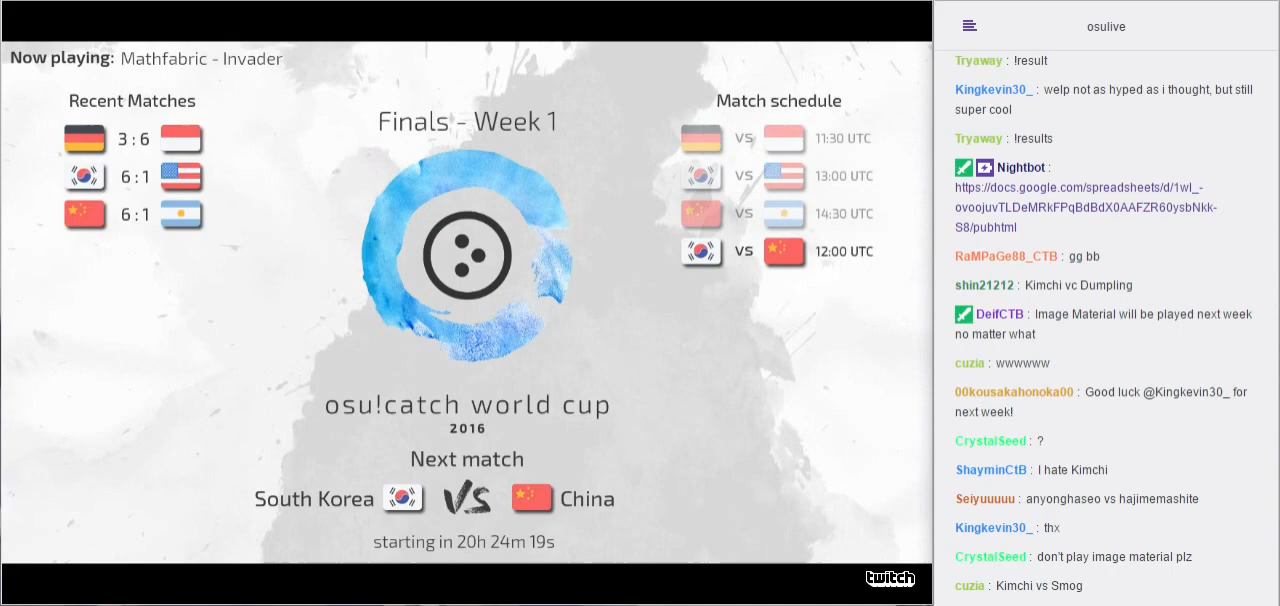 Now playing: Mathfabric - Invader
Recent Matches
3 : 6
6 : 1
6 : 1
Finals - Week 1
osu!catch world cup
2016
Match schedule
VS 11:30 UTC
VS 13:00 UTC
VS 14:30 UTC
VS 12:00 UTC
Next match
South Korea VS China
starting in 20h 24m 19s
twitch
osulive
Tryaway : !result
Kingkevin30_ : welp not as hyped as i thought, but still
super cool
Tryaway : !results
Nightbot :
https://docs.google.com/spreadsheets/d/1wl_-
ovoojuvTLDeMRkFPqBdBdX0AAFZR60ysbNkk-
S8/pubhtml
RaMPaGe88_CTB : gg bb
shin21212 : Kimchi vc Dumpling
DeifCTB : Image Material will be played next week
no matter what
cuzia : wwwwww
00kousakahonoka00 : Good luck @Kingkevin30_ for
next week!
CrystalSeed : ?
ShayminCtB : I hate Kimchi
Seiyuuuuu : anyonghaseo vs hajimemashite
Kingkevin30_ : thx
CrystalSeed : don't play image material plz
cuzia : Kimchi vs Smog